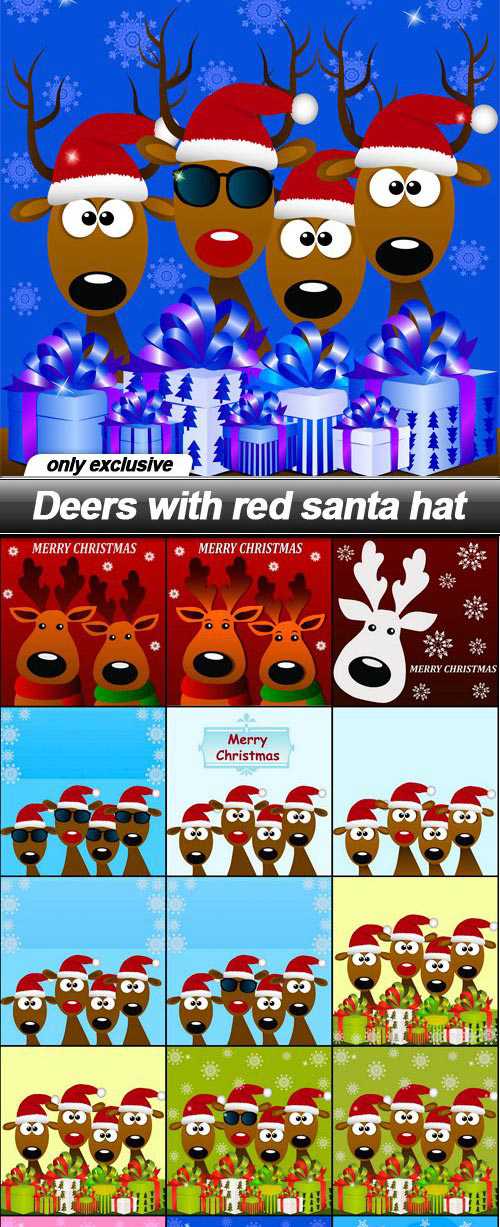 only exclusive
Deers with red santa hat
MERRY CHRISTMAS
MERRY CHRISTMAS
MERRY CHRISTMAS
Merry
Christmas